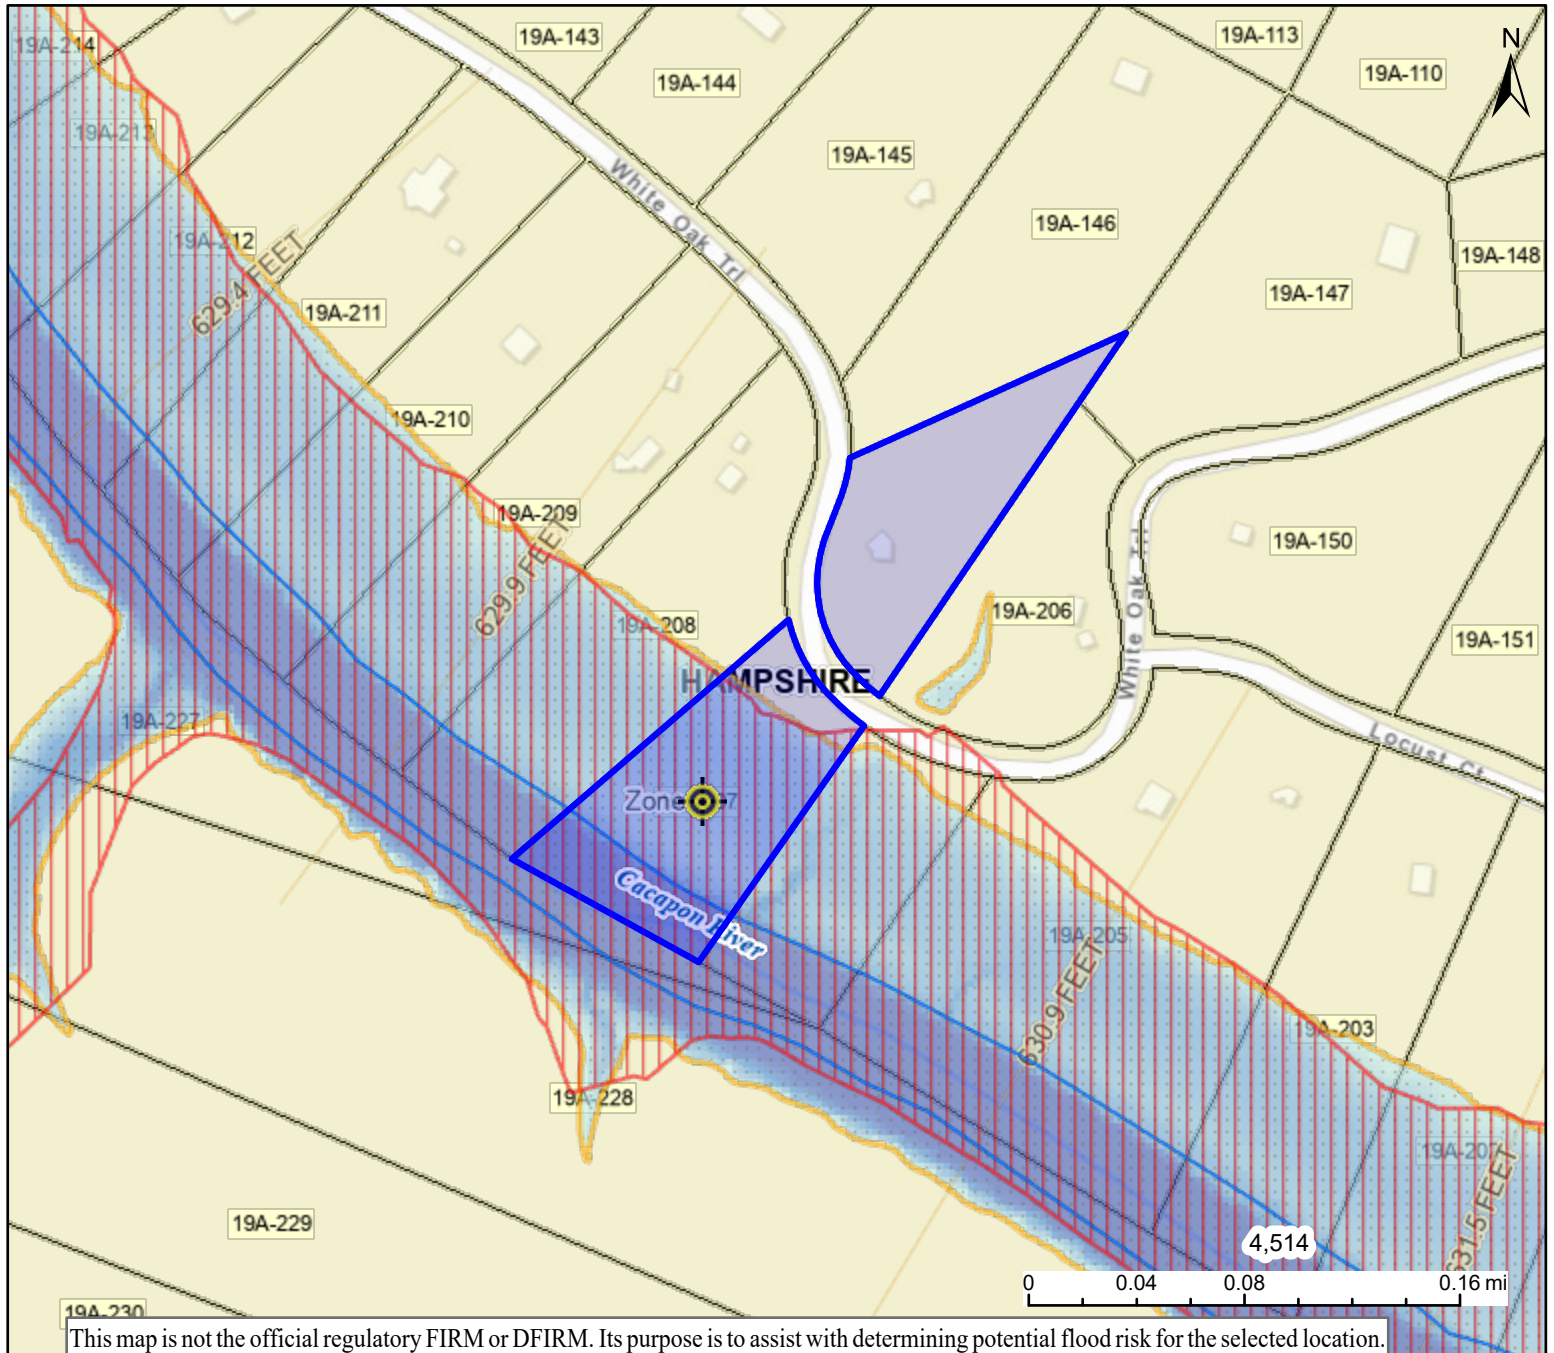 19A-143
19A-113
N
19A-214
19A-144
19A-110
19A-213
19A-145
White Oak Trl
19A-146
19A-212
19A-148
629.4 FEET
19A-147
19A-211
19A-210
19A-209
19A-150
629.9 FEET
White Oak Trl
19A-206
19A-208
19A-151
HAMPSHIRE
19A-227
Locust Ct
Zone
7
Cacapon River
19A-205
630.9 FEET
19A-203
19A-228
19A-202
631.5 FEET
19A-229
4,514
0 0.04 0.08 0.16 mi
19A-230
This map is not the official regulatory FIRM or DFIRM. Its purpose is to assist with determining potential flood risk for the selected location.